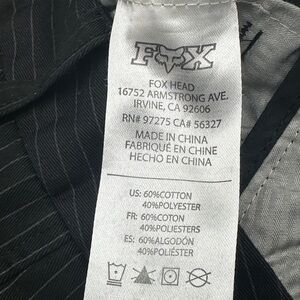 FOX
FOX HEAD
16752 ARMSTRONG AVE.
IRVINE, CA 92606
RN# 97275 CA# 56327
MADE IN CHINA
FABRIQUÉ EN CHINE
HECHO EN CHINA
US: 60%COTTON
40%POLYESTER
FR: 60%COTON
40%POLIESTERS
ES: 60%ALGODÓN
40%POLIÉSTER